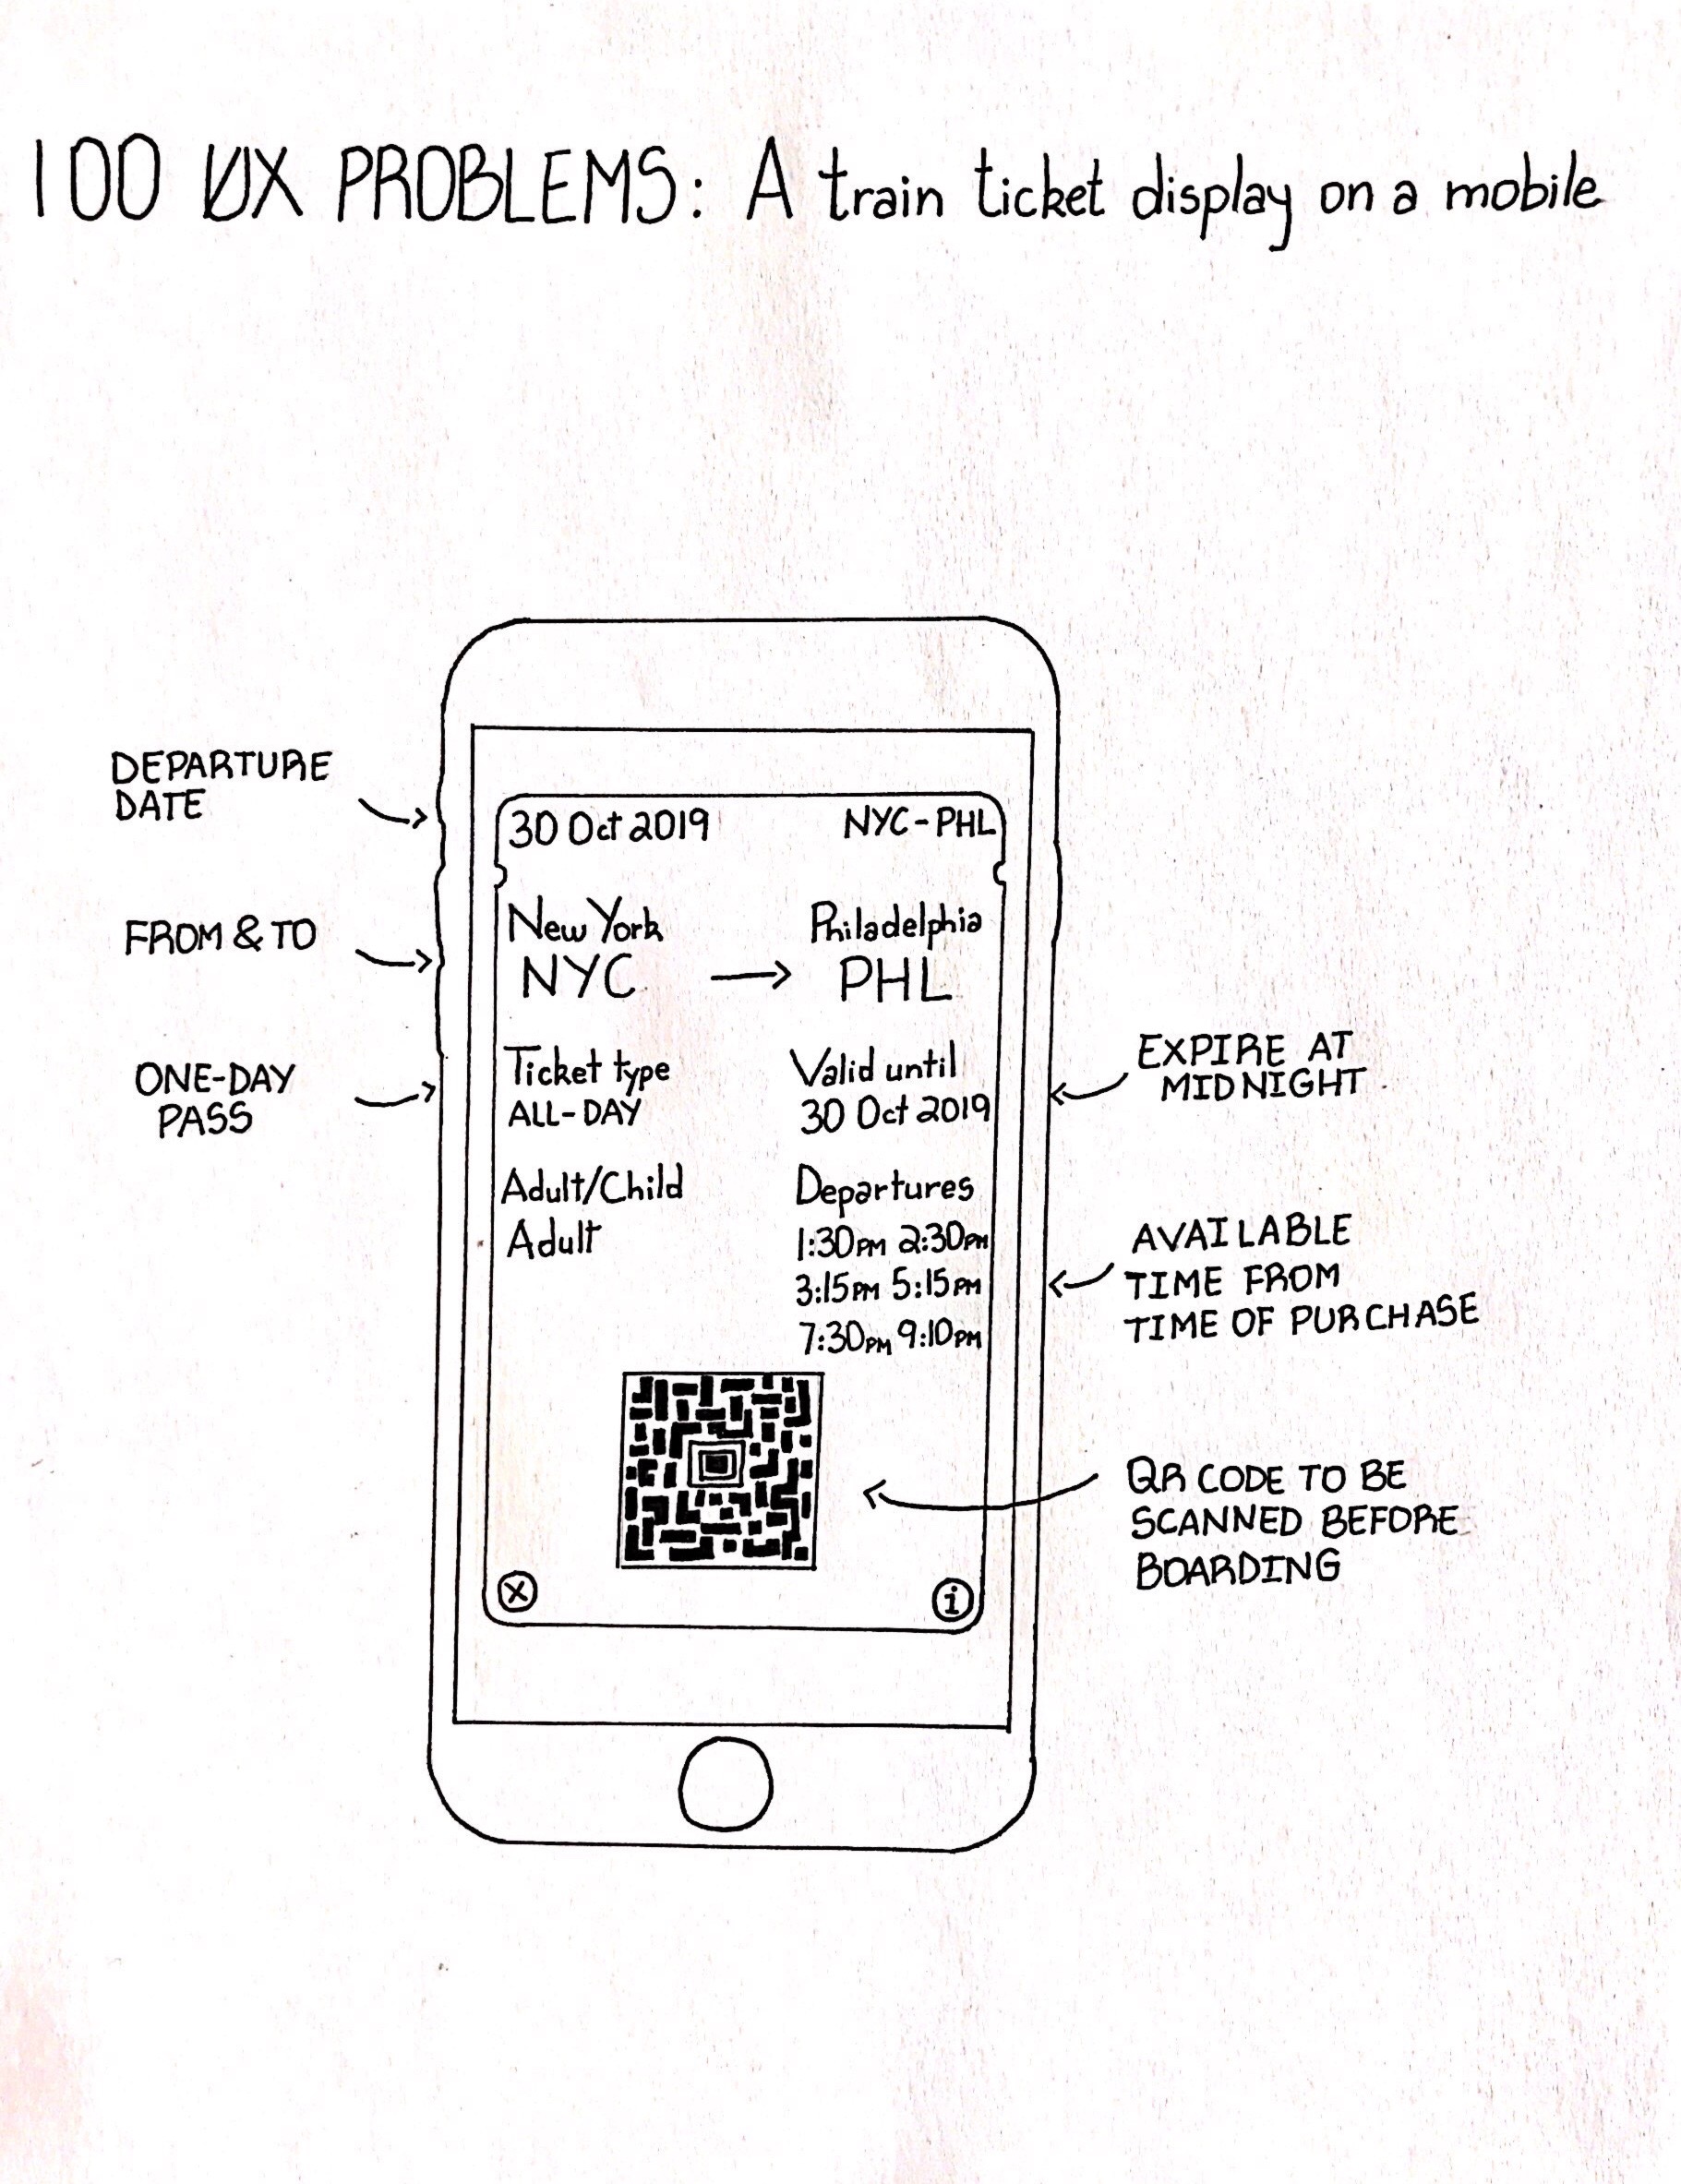 100 UX PROBLEMS: A train ticket display on a mobile
DEPARTURE
DATE
FROM & TO
ONE-DAY
PASS
30 Oct 2019 NYC-PHL
New York Philadelphia
NYC → PHL
Ticket type Valid until
ALL-DAY 30 Oct 2019
Adult/Child Departures
Adult 1:30PM 2:30PM
3:15PM 5:15PM
7:30PM 9:10PM
X i
EXPIRE AT
MIDNIGHT
AVAILABLE
TIME FROM
TIME OF PURCHASE
QR CODE TO BE
SCANNED BEFORE
BOARDING